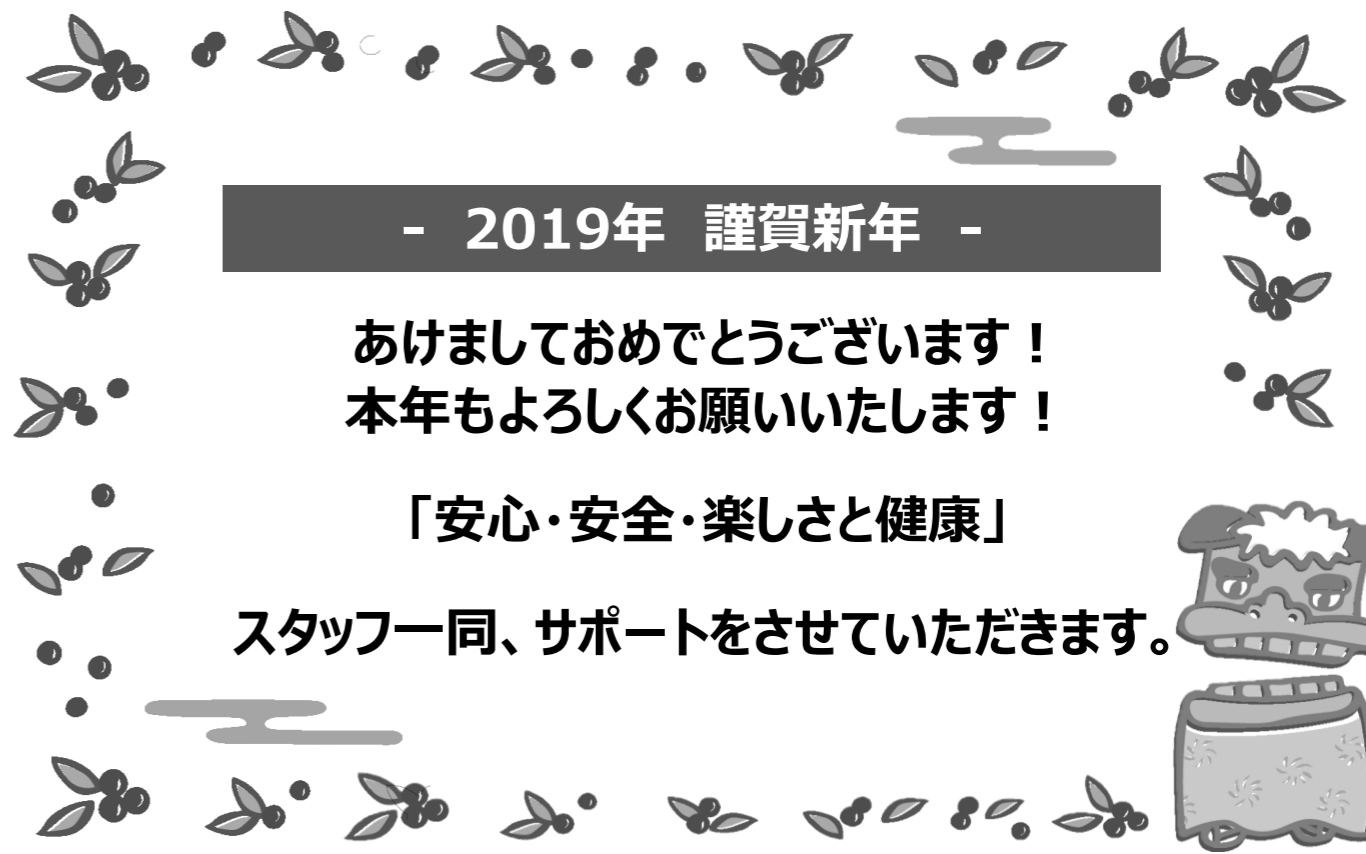 - 2019年 謹賀新年 -
あけましておめでとうございます！
本年もよろしくお願いいたします！
「安心・安全・楽しさと健康」
スタッフ一同、サポートをさせていただきます。